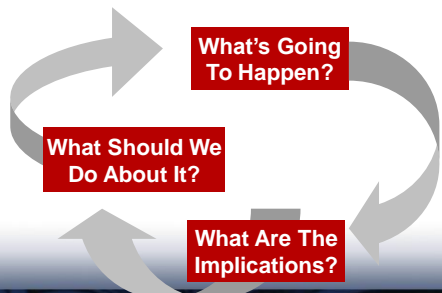 What's Going
To Happen?
What Should We
Do About It?
What Are The
Implications?